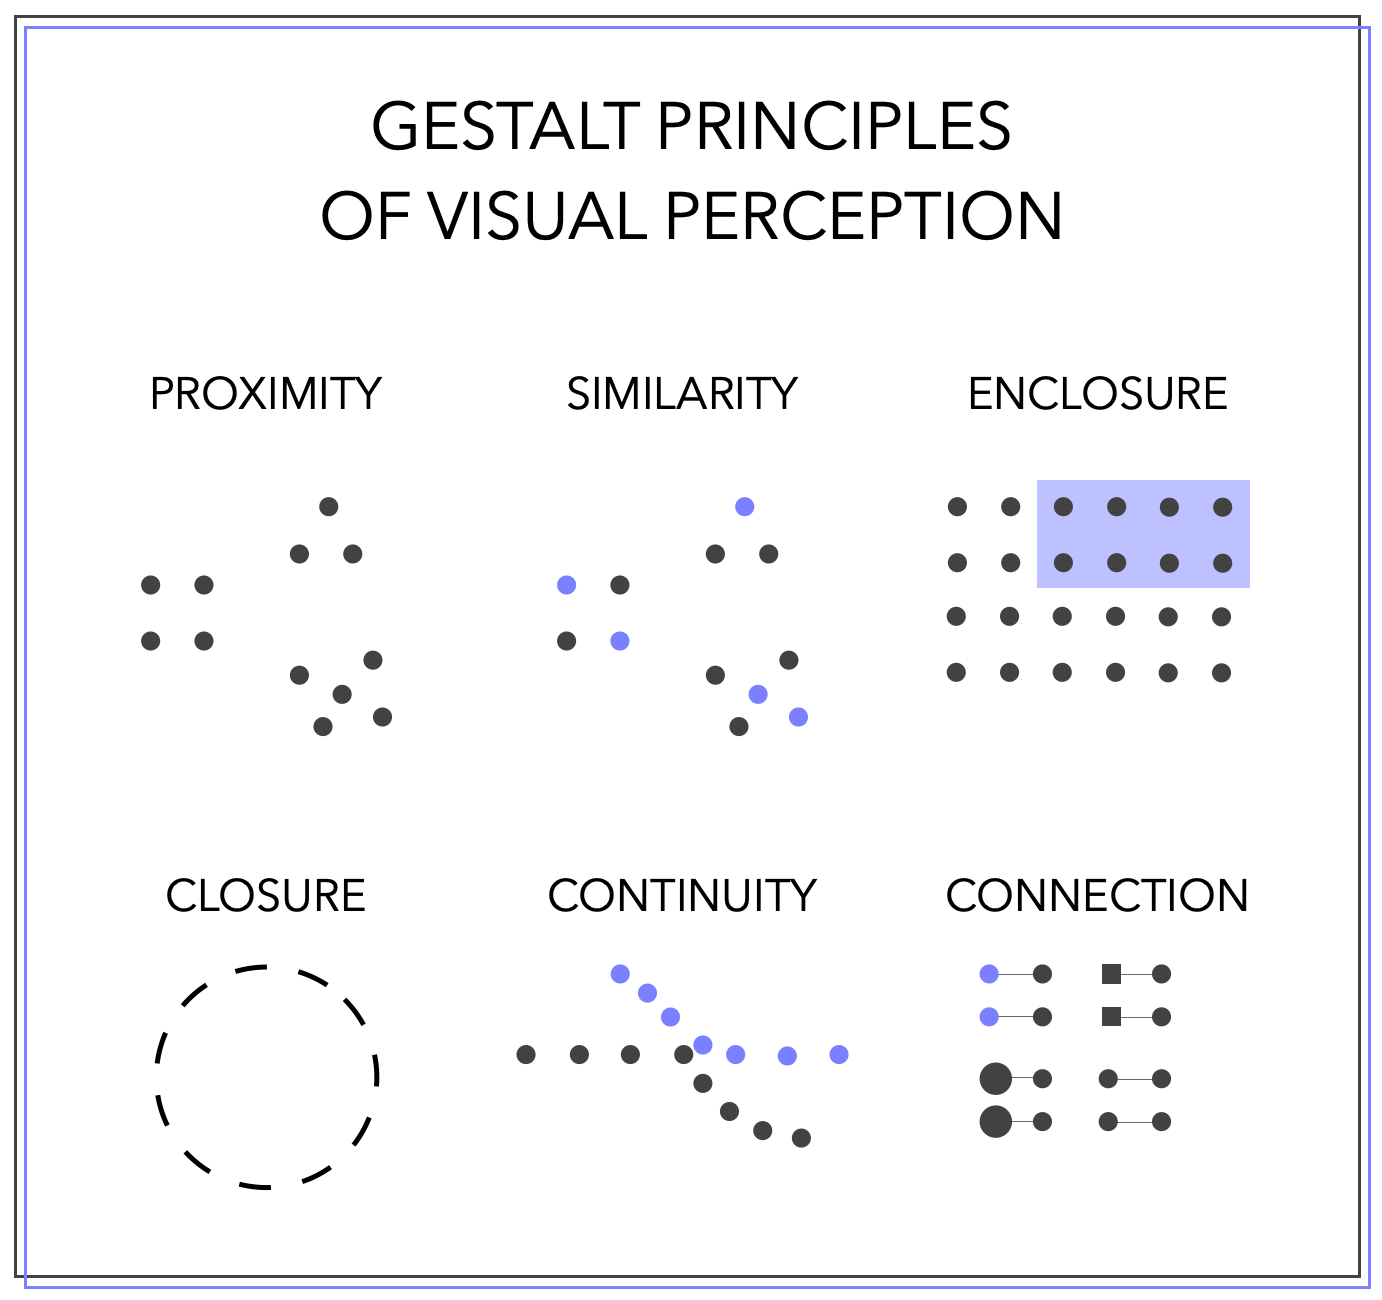 GESTALT PRINCIPLES
OF VISUAL PERCEPTION
PROXIMITY
SIMILARITY
ENCLOSURE
CLOSURE
CONTINUITY
CONNECTION